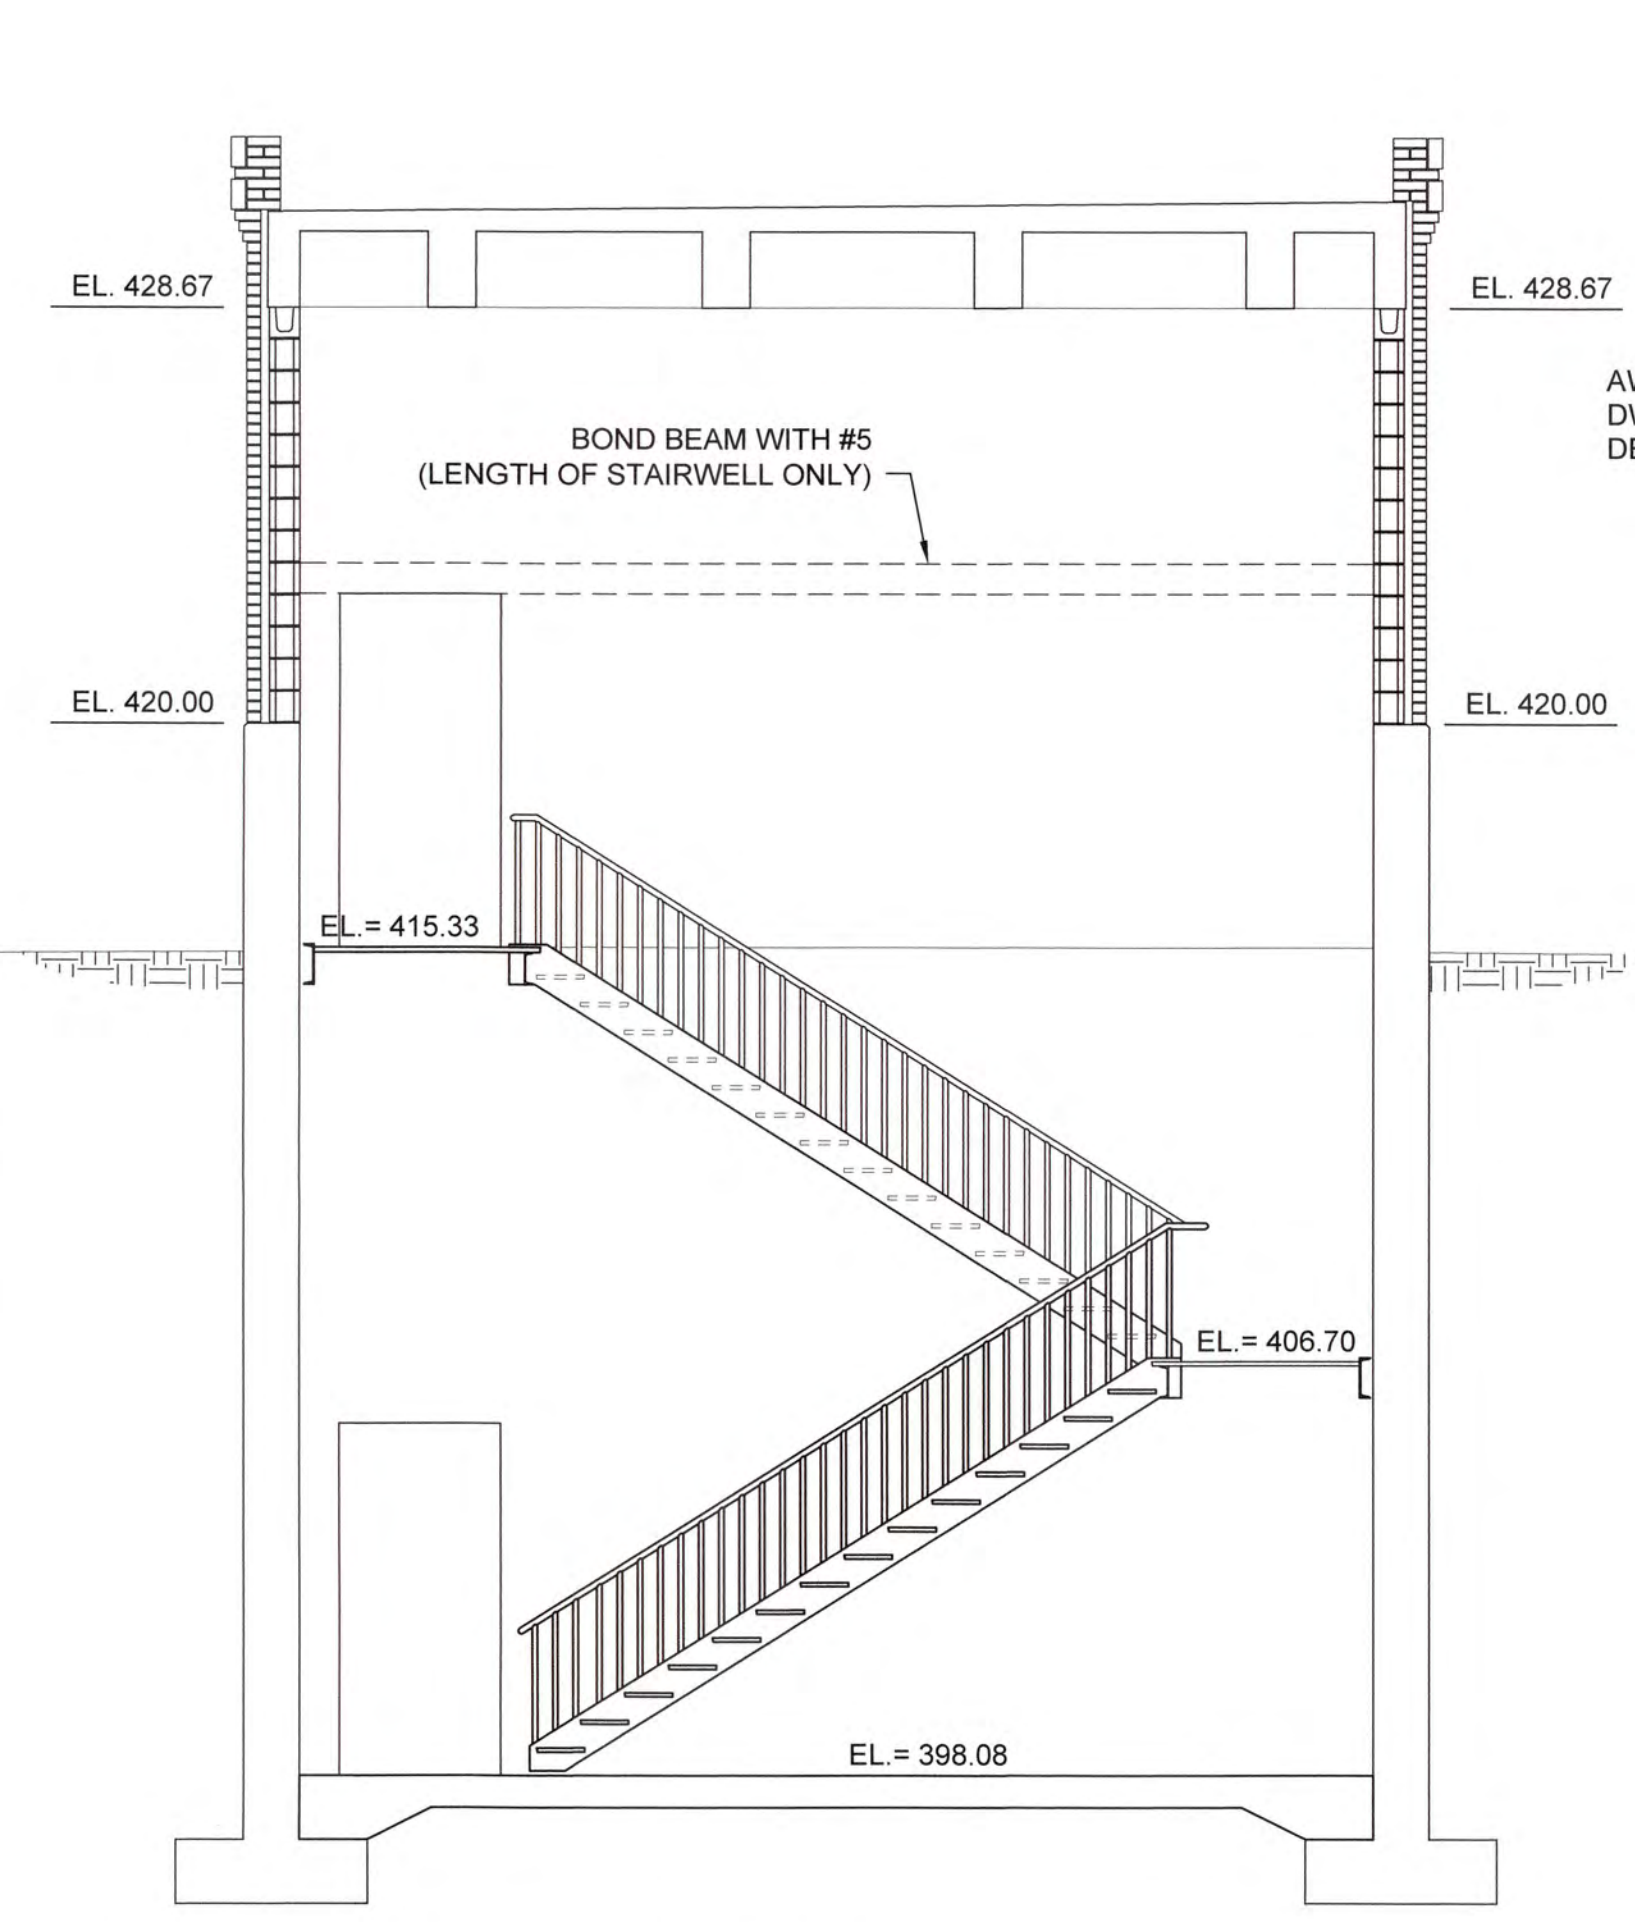 EL. 428.67
EL. 428.67
BOND BEAM WITH #5
(LENGTH OF STAIRWELL ONLY)
EL. 420.00
EL. 420.00
EL.= 415.33
EL.= 406.70
EL.= 398.08